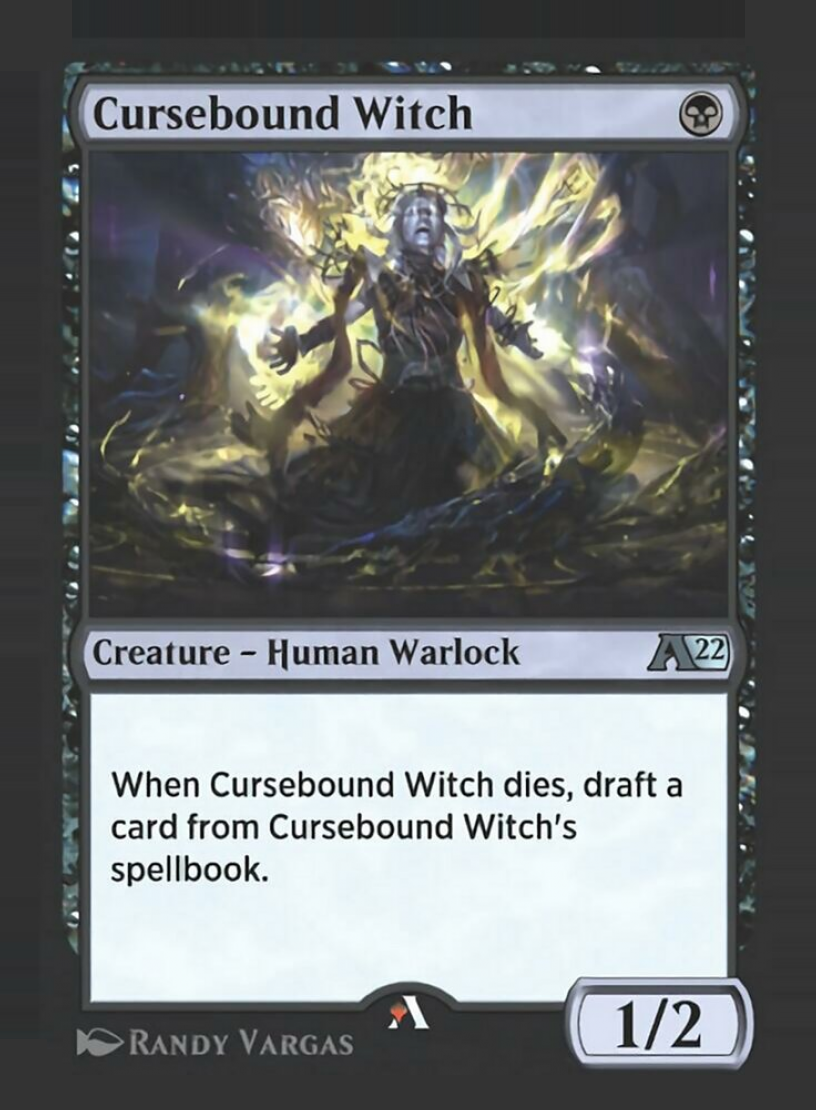 Cursebound Witch
Creature – Human Warlock
A22
When Cursebound Witch dies, draft a
card from Cursebound Witch's
spellbook.
1/2
RANDY VARGAS